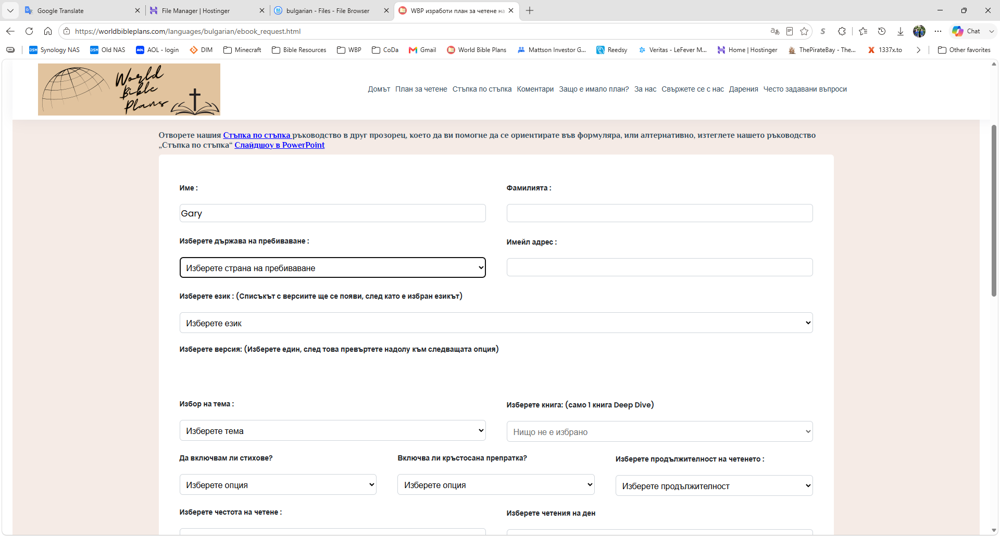 Google Translate
File Manager | Hostinger
bulgarian - Files - File Browser
WBP изработи план за четене на
https://worldbibleplans.com/languages/bulgarian/ebook_request.html
Chat
Synology NAS
Old NAS
AOL - login
DIM
Minecraft
Bible Resources
WBP
CoDa
Gmail
World Bible Plans
Mattson Investor G...
Reedsy
Veritas - LeFever M...
Home | Hostinger
ThePirateBay - The...
1337x.to
Other favorites
World
Bible
Plans
Домът План за четене Стъпка по стъпка Коментари Защо е имало план? За нас Свържете се с нас Дарения Често задавани въпроси
Отворете нашия Стъпка по стъпка ръководство в друг прозорец, което да ви помогне да се ориентирате във формуляра, или алтернативно, изтеглете нашето ръководство
„Стъпка по стъпка“ Слайдшоу в PowerPoint
Име :
Фамилията :
Gary
Изберете държава на пребиваване :
Имейл адрес :
Изберете страна на пребиваване
Изберете език : (Списъкът с версиите ще се появи, след като е избран езикът)
Изберете език
Изберете версия: (Изберете един, след това превъртете надолу към следващата опция)
Избор на тема :
Изберете книга: (само 1 книга Deep Dive)
Изберете тема
Нищо не е избрано
Да включвам ли стихове?
Включва ли кръстосана препратка?
Изберете продължителност на четенето :
Изберете опция
Изберете опция
Изберете продължителност
Изберете честота на четене :
Изберете четения на ден